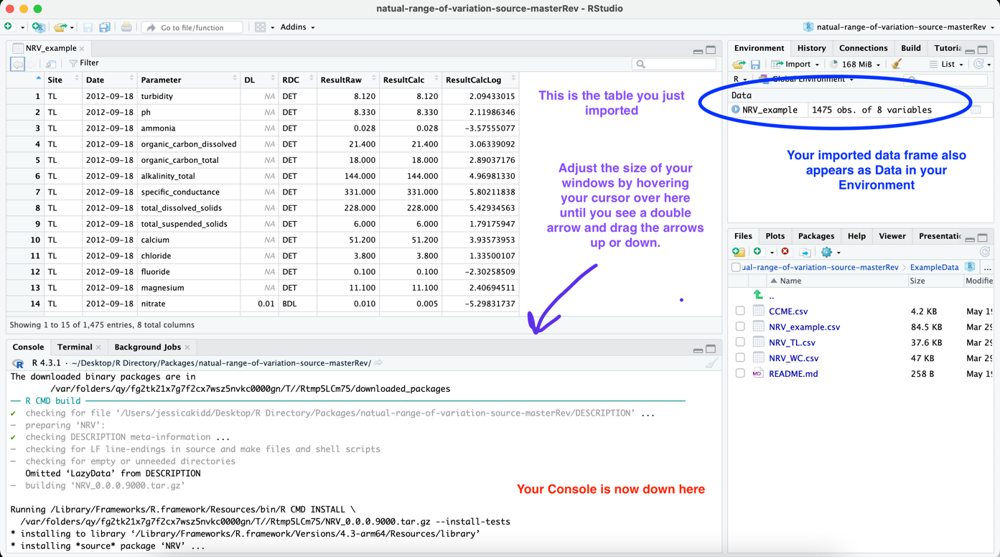 natual-range-of-variation-source-masterRev - RStudio
Go to file/function
Addins
natual-range-of-variation-source-masterRev
NRV_example
Filter
Site Date Parameter DL RDC ResultRaw ResultCalc ResultCalcLog
1 TL 2012-09-18 turbidity NA DET 8.120 8.120 2.09433015
2 TL 2012-09-18 ph NA DET 8.330 8.330 2.11986346
3 TL 2012-09-18 ammonia NA DET 0.028 0.028 -3.57555077
4 TL 2012-09-18 organic_carbon_dissolved NA DET 21.400 21.400 3.06339092
5 TL 2012-09-18 organic_carbon_total NA DET 18.000 18.000 2.89037176
6 TL 2012-09-18 alkalinity_total NA DET 144.000 144.000 4.96981330
7 TL 2012-09-18 specific_conductance NA DET 331.000 331.000 5.80211838
8 TL 2012-09-18 total_dissolved_solids NA DET 228.000 228.000 5.42934563
9 TL 2012-09-18 total_suspended_solids NA DET 6.000 6.000 1.79175947
10 TL 2012-09-18 calcium NA DET 51.200 51.200 3.93573953
11 TL 2012-09-18 chloride NA DET 3.800 3.800 1.33500107
12 TL 2012-09-18 fluoride NA DET 0.100 0.100 -2.30258509
13 TL 2012-09-18 magnesium NA DET 11.100 11.100 2.40694511
14 TL 2012-09-18 nitrate 0.01 BDL 0.010 0.005 -5.29831737
Showing 1 to 15 of 1,475 entries, 8 total columns
This is the table you just
imported
Adjust the size of your
windows by hovering
your cursor over here
until you see a double
arrow and drag the arrows
up or down.
Console Terminal Background Jobs
R 4.3.1 · ~/Desktop/R Directory/Packages/natual-range-of-variation-source-masterRev/
The downloaded binary packages are in
/var/folders/qy/fg2tk21x7g7f2cx7wsz5nvkc0000gn/T//Rtmp5LCm75/downloaded_packages
── R CMD build ──
✔ checking for file ‘/Users/jessicakidd/Desktop/R Directory/Packages/natual-range-of-variation-source-masterRev/DESCRIPTION’ ...
─ preparing ‘NRV’:
✔ checking DESCRIPTION meta-information ...
─ checking for LF line-endings in source and make files and shell scripts
─ checking for empty or unneeded directories
Omitted ‘LazyData’ from DESCRIPTION
─ building ‘NRV_0.0.0.9000.tar.gz’
Your Console is now down here
Running /Library/Frameworks/R.framework/Resources/bin/R CMD INSTALL \
/var/folders/qy/fg2tk21x7g7f2cx7wsz5nvkc0000gn/T//Rtmp5LCm75/NRV_0.0.0.9000.tar.gz --install-tests
* installing to library ‘/Library/Frameworks/R.framework/Versions/4.3-arm64/Resources/library’
* installing *source* package ‘NRV’ ...
Environment History Connections Build Tutoria
Import 168 MiB List
R Global Environment
Data
NRV_example 1475 obs. of 8 variables
Your imported data frame also
appears as Data in your
Environment
Files Plots Packages Help Viewer Presentatic
ual-range-of-variation-source-masterRev ExampleData ...
Name Size Modifie
..
CCME.csv 4.2 KB May 19
NRV_example.csv 84.5 KB Mar 29
NRV_TL.csv 37.6 KB Mar 29
NRV_WC.csv 47 KB Mar 29
README.md 258 B May 19